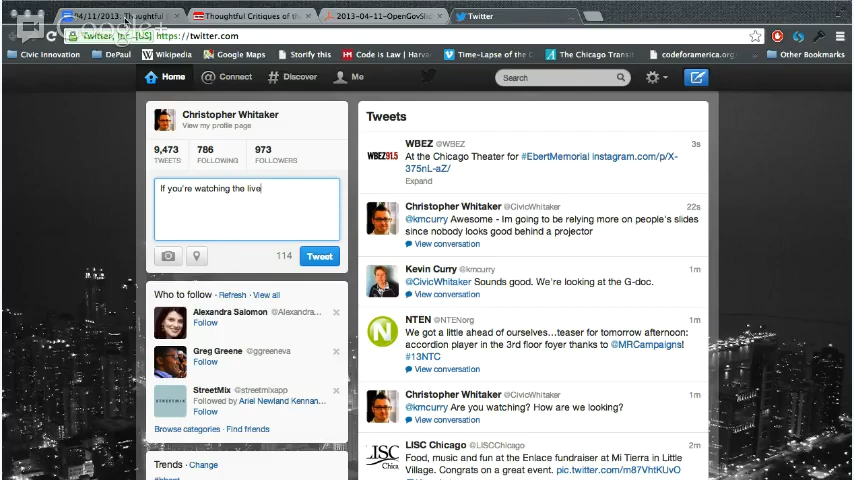 04/11/2013: Thoughtful
Thoughtful Critiques of the
2013-04-11-OpenGovSlid
Twitter
Google+
Twitter, Inc. [US] https://twitter.com
Civic Innovation
DePaul
Wikipedia
Google Maps
Storify this
Code is Law / Harvard
Time-Lapse of the
The Chicago Transit
codeforamerica.org
Other Bookmarks
Home
Connect
Discover
Me
Search
Christopher Whitaker
View my profile page
9,473 786 973
TWEETS FOLLOWING FOLLOWERS
If you're watching the live
114 Tweet
Who to follow · Refresh · View all
Alexandra Salomon @Alexandra...
Follow
Greg Greene @ggreeneva
Follow
StreetMix @streetmixapp
Followed by Ariel Newland Kennan...
Follow
Browse categories · Find friends
Trends · Change
Tweets
WBEZ @WBEZ 3s
WBEZ91.5
At the Chicago Theater for #EbertMemorial instagram.com/p/X-
375nL-aZ/
Expand
Christopher Whitaker @CivicWhitaker 22s
@kmcurry Awesome - Im going to be relying more on people's slides
since nobody looks good behind a projector
View conversation
Kevin Curry @kmcurry 1m
@CivicWhitaker Sounds good. We're looking at the G-doc.
View conversation
NTEN @NTENorg 1m
We got a little ahead of ourselves...teaser for tomorrow afternoon:
accordion player in the 3rd floor foyer thanks to @MRCampaigns!
#13NTC
View conversation
Christopher Whitaker @CivicWhitaker 1m
@kmcurry Are you watching? How are we looking?
View conversation
LISC Chicago @LISCChicago 2m
LISC
Chica
Food, music and fun at the Enlace fundraiser at Mi Tierra in Little
Village. Congrats on a great event. pic.twitter.com/m87VhtKUvO